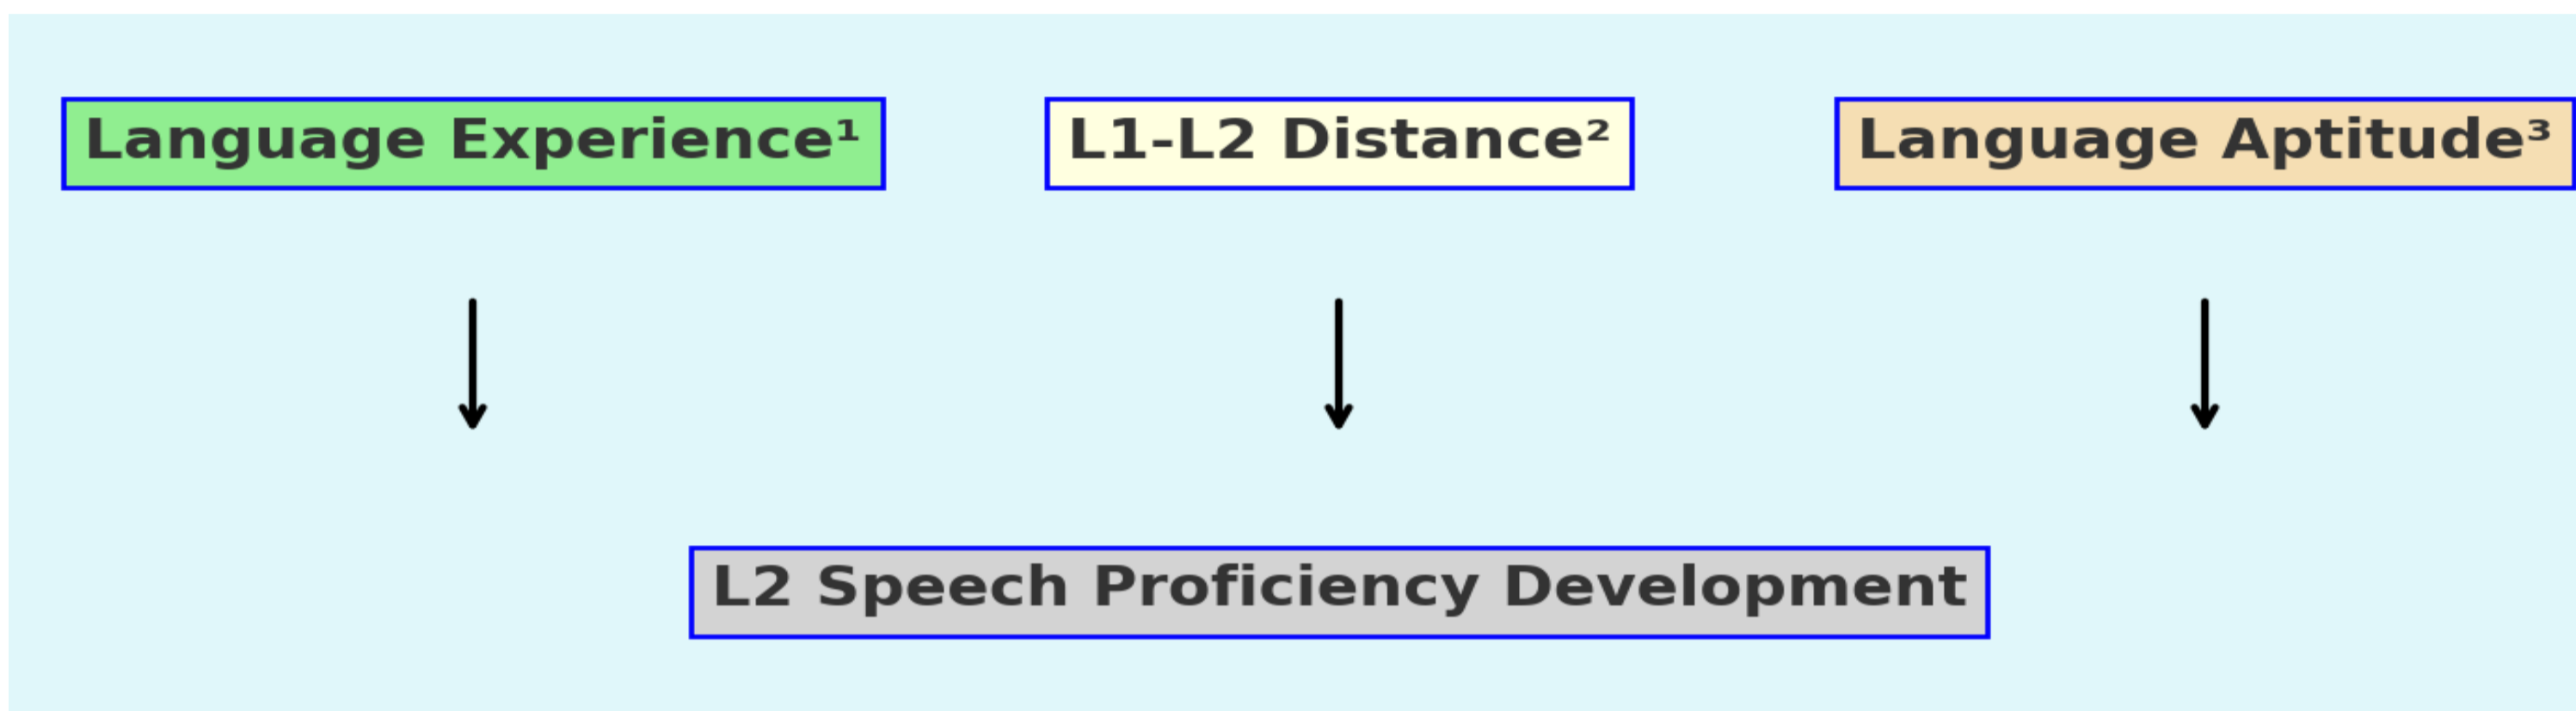 Language Experience¹
L1-L2 Distance²
Language Aptitude³
L2 Speech Proficiency Development